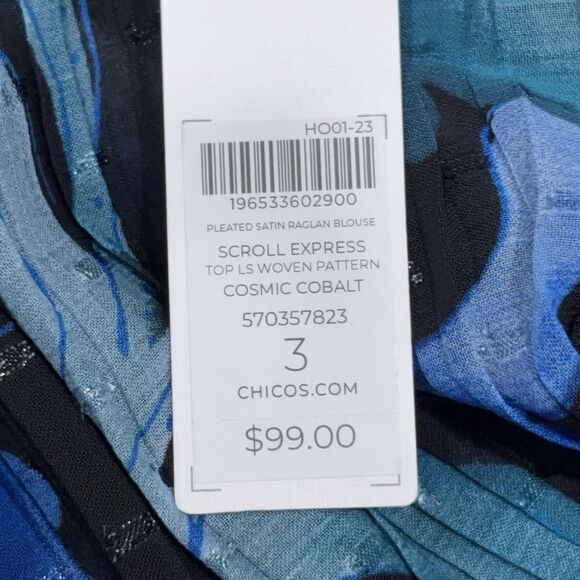 HO01-23
196533602900
PLEATED SATIN RAGLAN BLOUSE
SCROLL EXPRESS
TOP LS WOVEN PATTERN
COSMIC COBALT
570357823
3
CHICOS.COM
$99.00